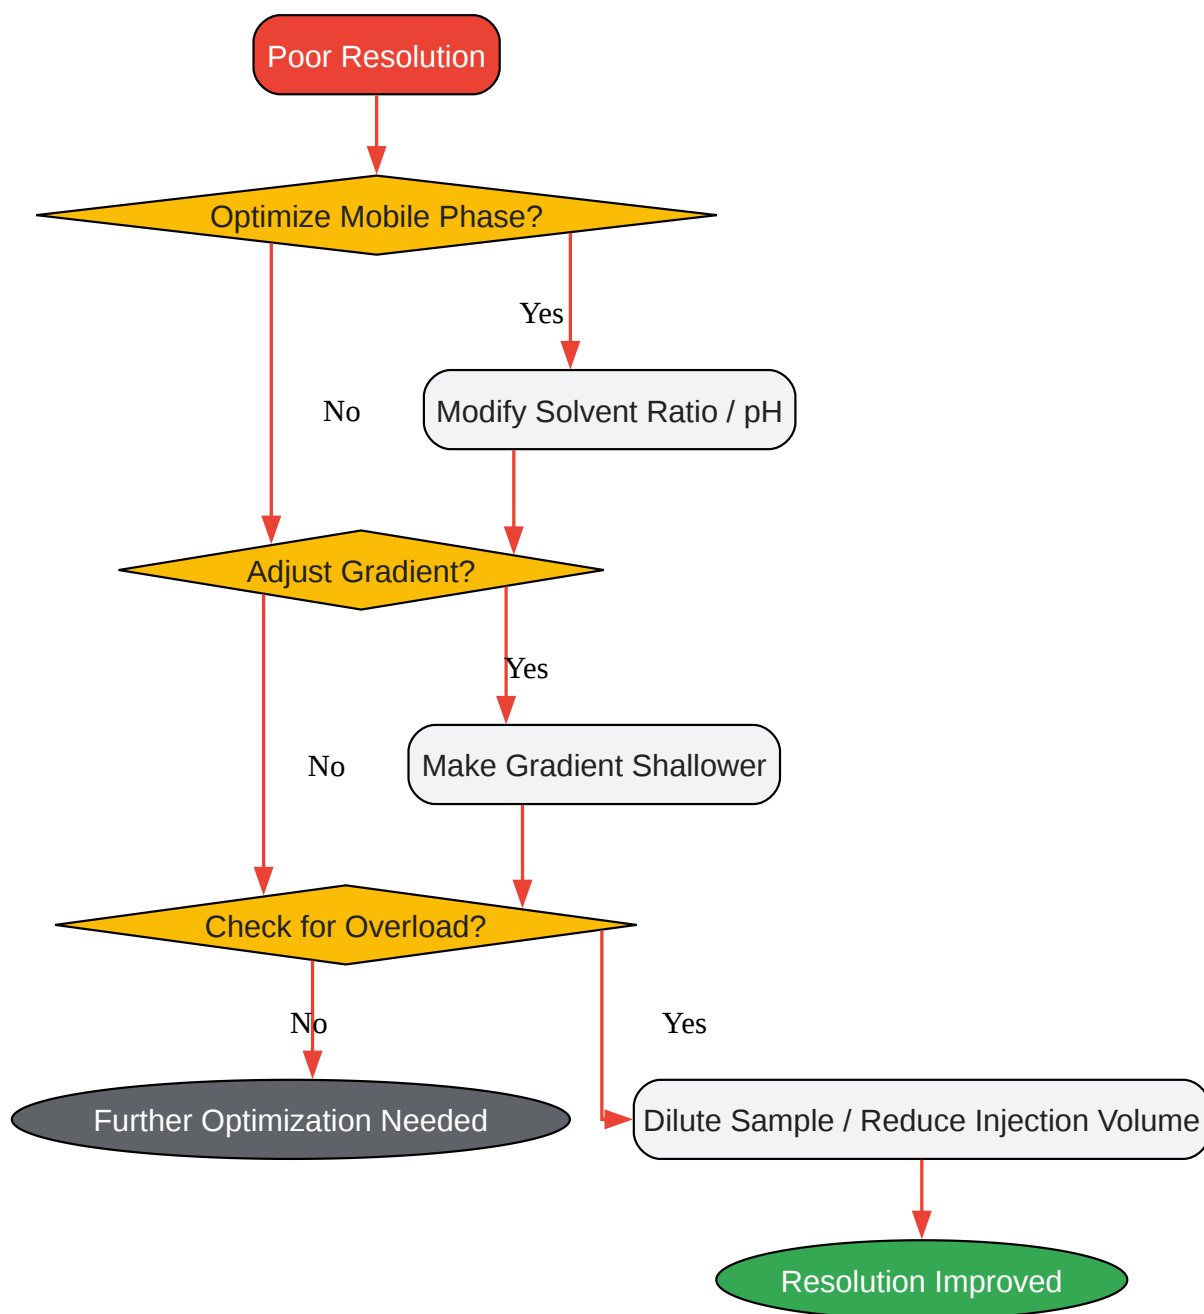 Poor Resolution
Optimize Mobile Phase?
Yes
No
Modify Solvent Ratio / pH
Adjust Gradient?
Yes
No
Make Gradient Shallower
Check for Overload?
No
Yes
Further Optimization Needed
Dilute Sample / Reduce Injection Volume
Resolution Improved